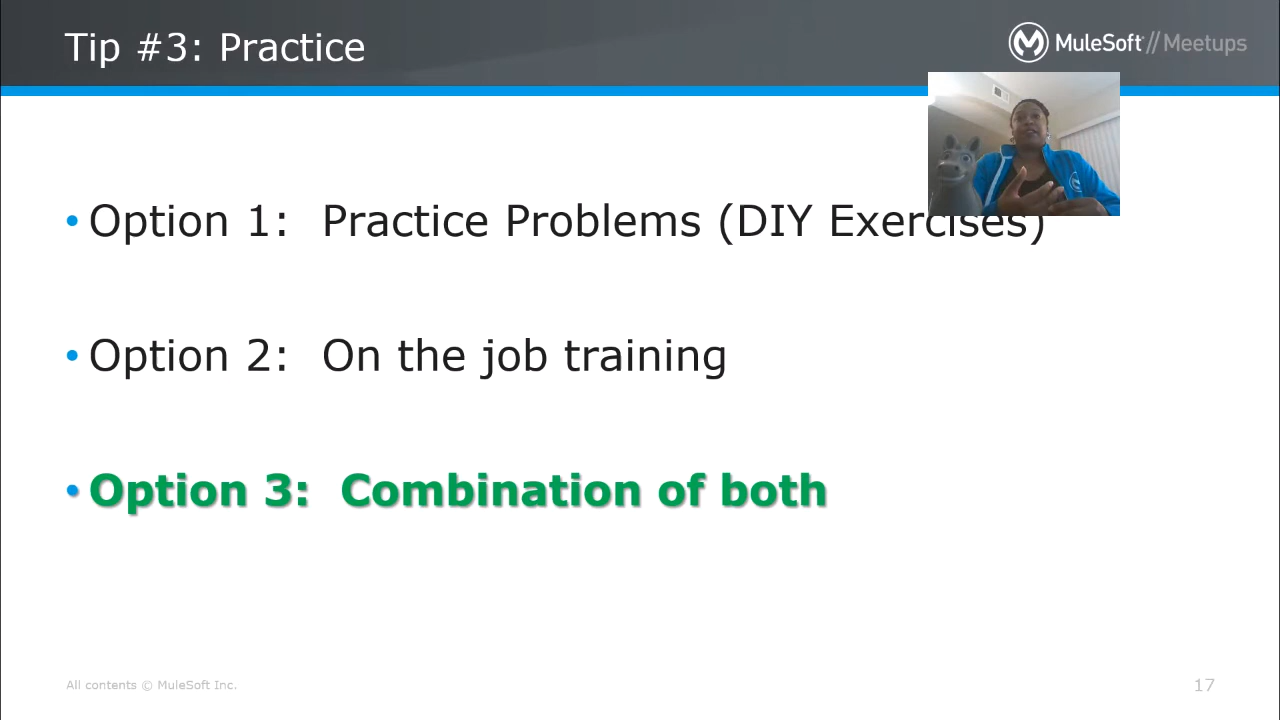 Tip #3: Practice
MuleSoft // Meetups
• Option 1: Practice Problems (DIY Exercises)
• Option 2: On the job training
• Option 3: Combination of both
All contents © MuleSoft Inc.
17